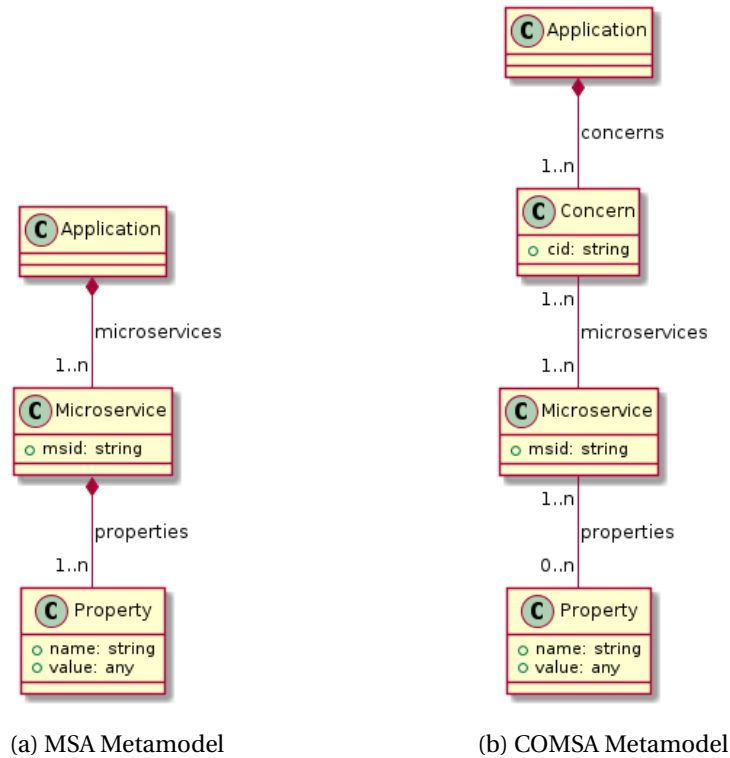 C Application
microservices
1..n
C Microservice
msid: string
properties
1..n
C Property
name: string
value: any
(a) MSA Metamodel
C Application
concerns
1..n
C Concern
cid: string
1..n
microservices
1..n
C Microservice
msid: string
1..n
properties
0..n
C Property
name: string
value: any
(b) COMSA Metamodel